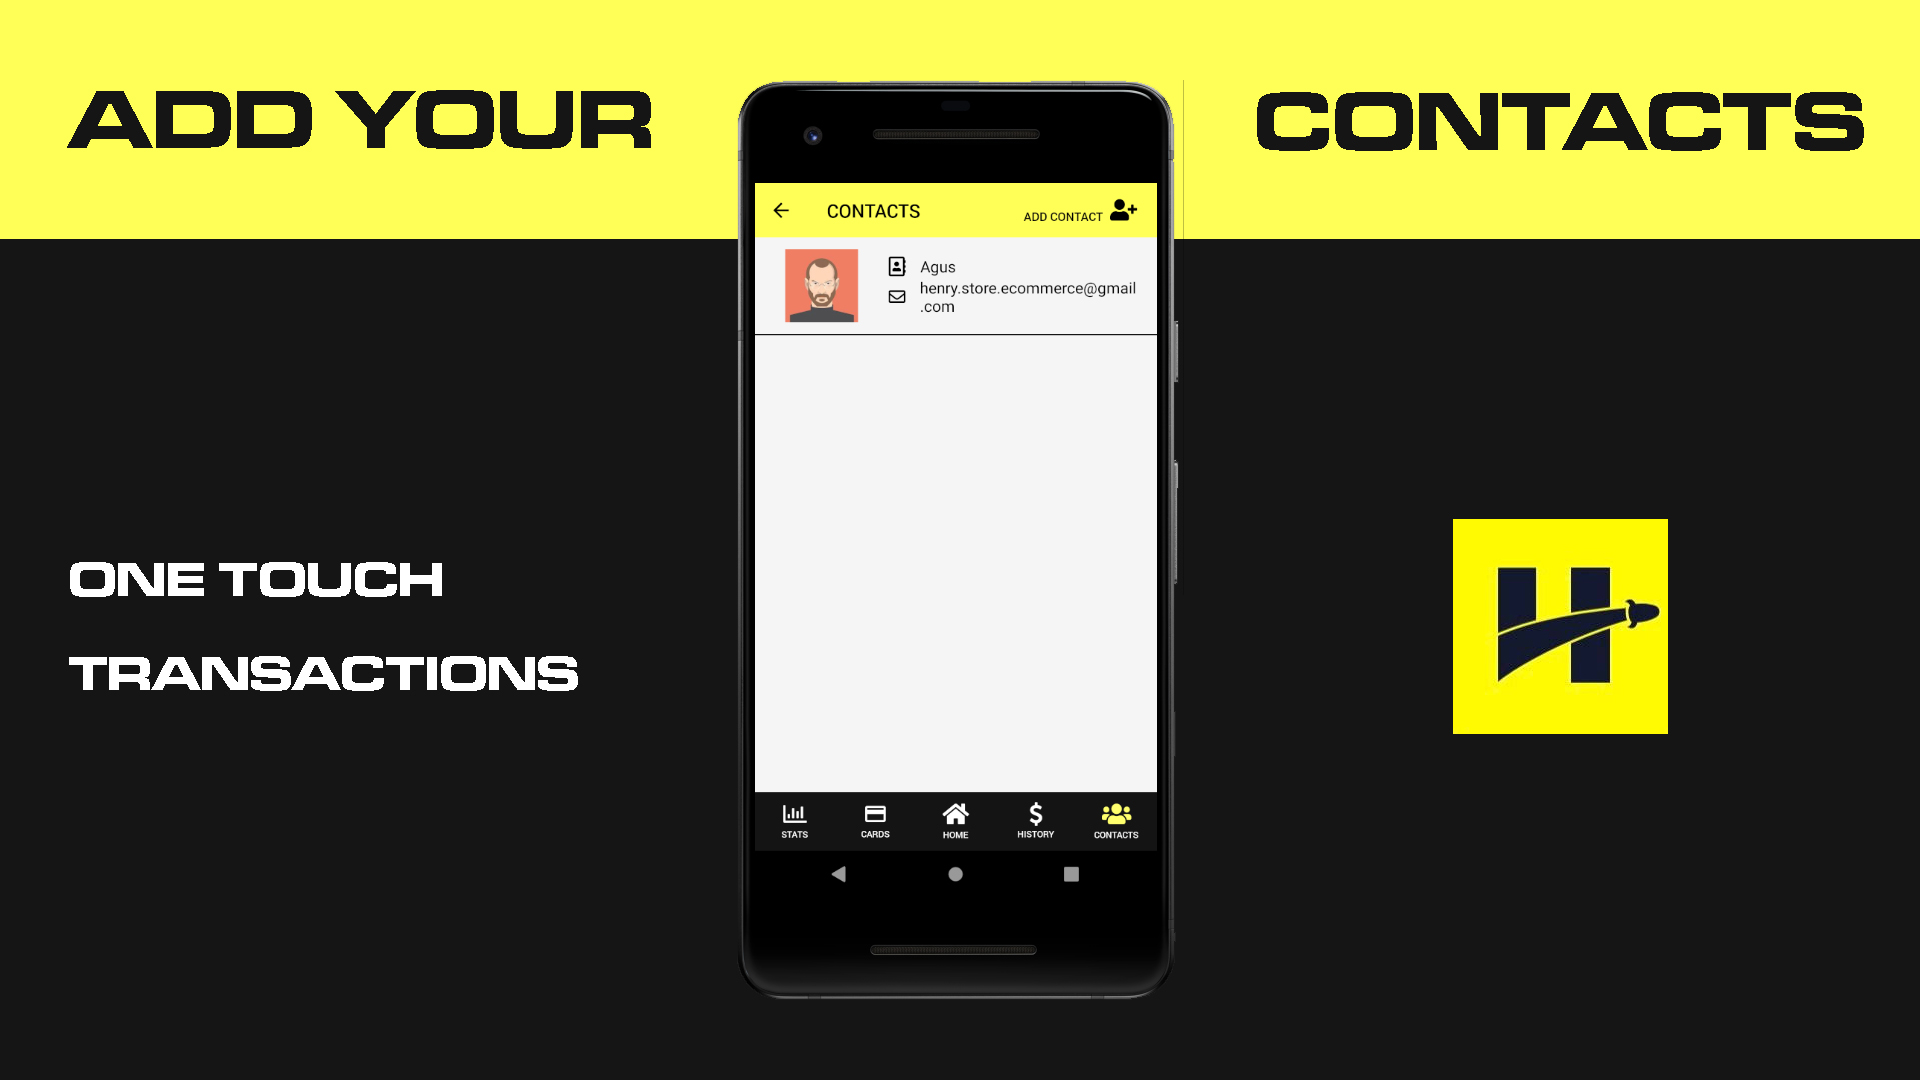 ADD YOUR
CONTACTS
CONTACTS
ADD CONTACT
Agus
henry.store.ecommerce@gmail
.com
ONE TOUCH
TRANSACTIONS
H
STATS
CARDS
HOME
HISTORY
CONTACTS